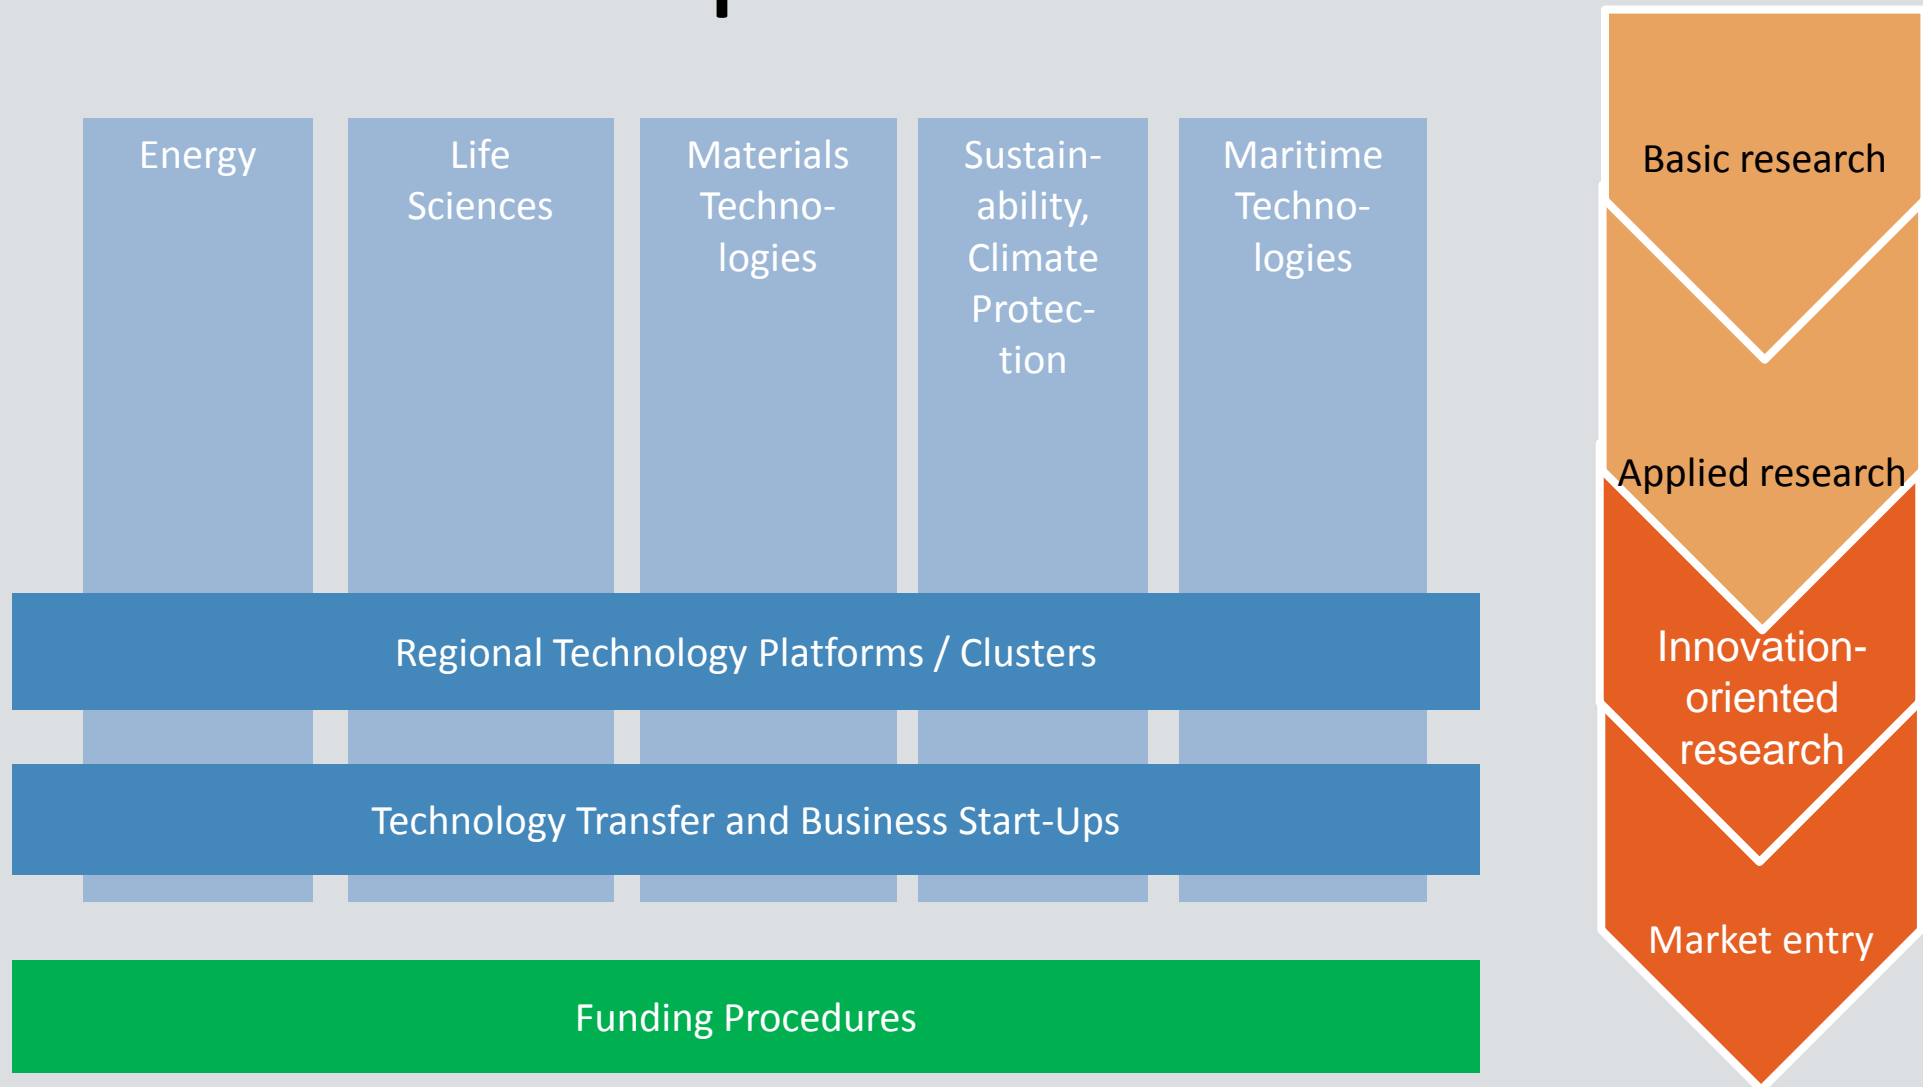 Energy
Life
Sciences
Materials
Techno-
logies
Sustain-
ability,
Climate
Protec-
tion
Maritime
Techno-
logies
Regional Technology Platforms / Clusters
Technology Transfer and Business Start-Ups
Funding Procedures
Basic research
Applied research
Innovation-
oriented
research
Market entry